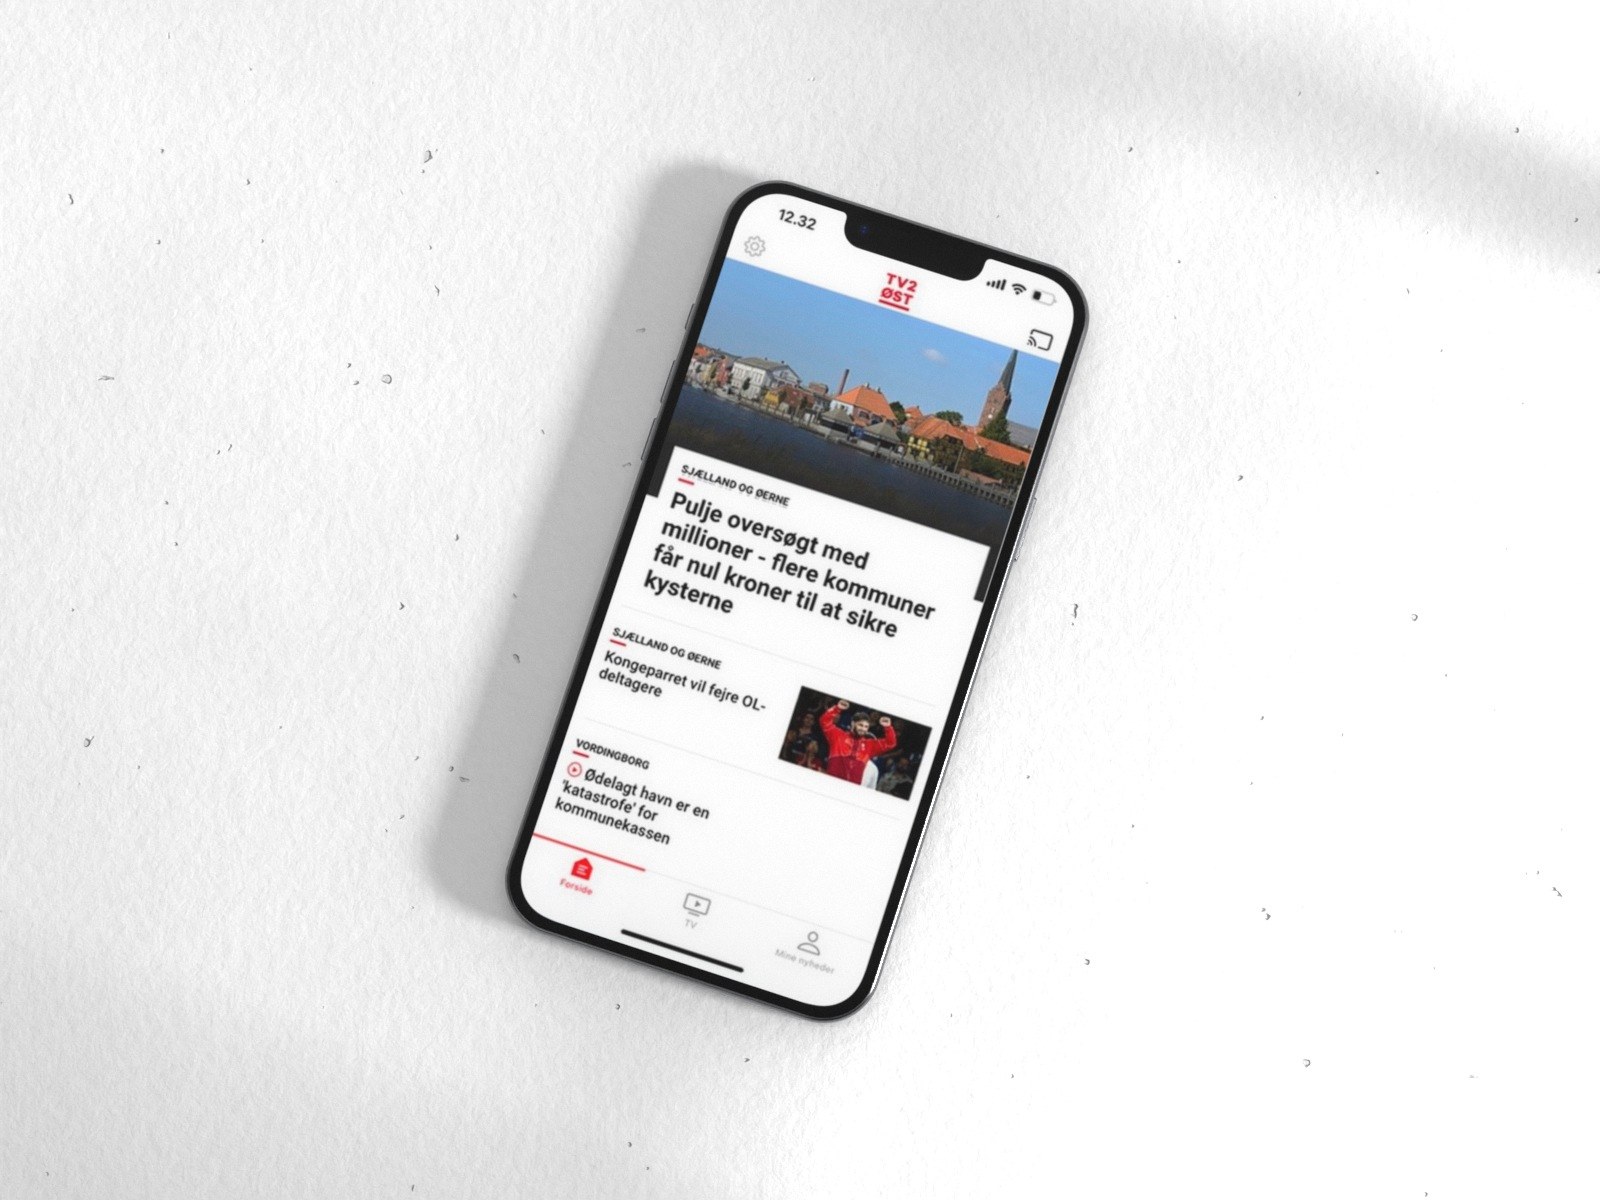 12.32
TV2
ØST
SJÆLLAND OG ØERNE
Pulje oversøgt med
millioner - flere kommuner
får nul kroner til at sikre
kysterne
SJÆLLAND OG ØERNE
Kongeparret vil fejre OL-
deltagere
VORDINGBORG
Ødelagt havn er en
'katastrofe' for
kommunekassen
Forside
TV
Mine nyheder